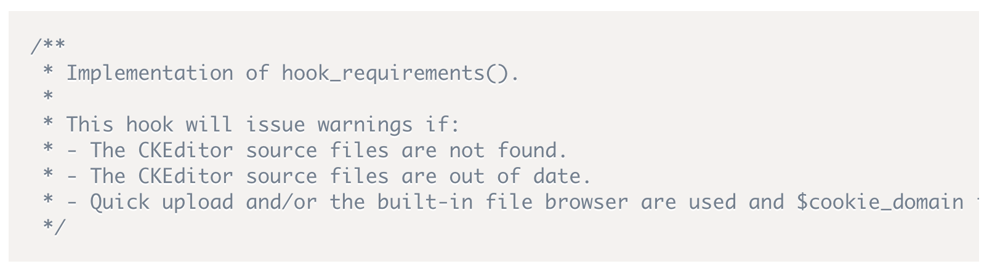 /**
 * Implementation of hook_requirements().
 *
 * This hook will issue warnings if:
 * - The CKEditor source files are not found.
 * - The CKEditor source files are out of date.
 * - Quick upload and/or the built-in file browser are used and $cookie_domain
 */